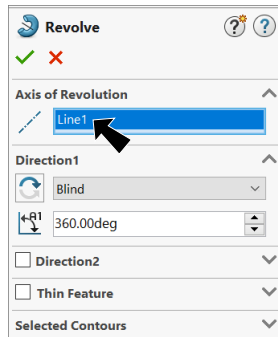 Revolve
Axis of Revolution
Line1
Direction1
Blind
360.00deg
Direction2
Thin Feature
Selected Contours